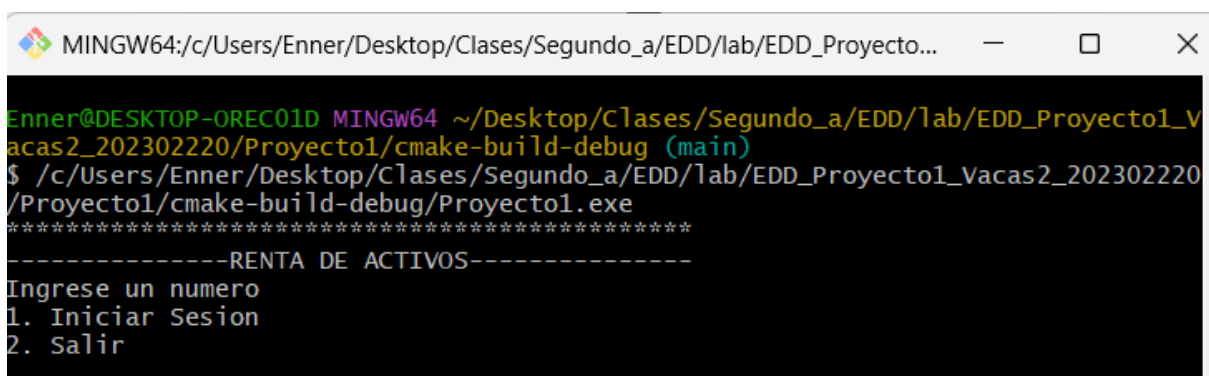 MINGW64:/c/Users/Enner/Desktop/Clases/Segundo_a/EDD/lab/EDD_Proyecto...
Enner@DESKTOP-OREC01D MINGW64 ~/Desktop/Clases/Segundo_a/EDD/lab/EDD_Proyecto1_V
acas2_202302220/Proyecto1/cmake-build-debug (main)
$ /c/Users/Enner/Desktop/Clases/Segundo_a/EDD/lab/EDD_Proyecto1_Vacas2_202302220
/Proyecto1/cmake-build-debug/Proyecto1.exe
***********************************************
---------------RENTA DE ACTIVOS---------------
Ingrese un numero
1. Iniciar Sesion
2. Salir